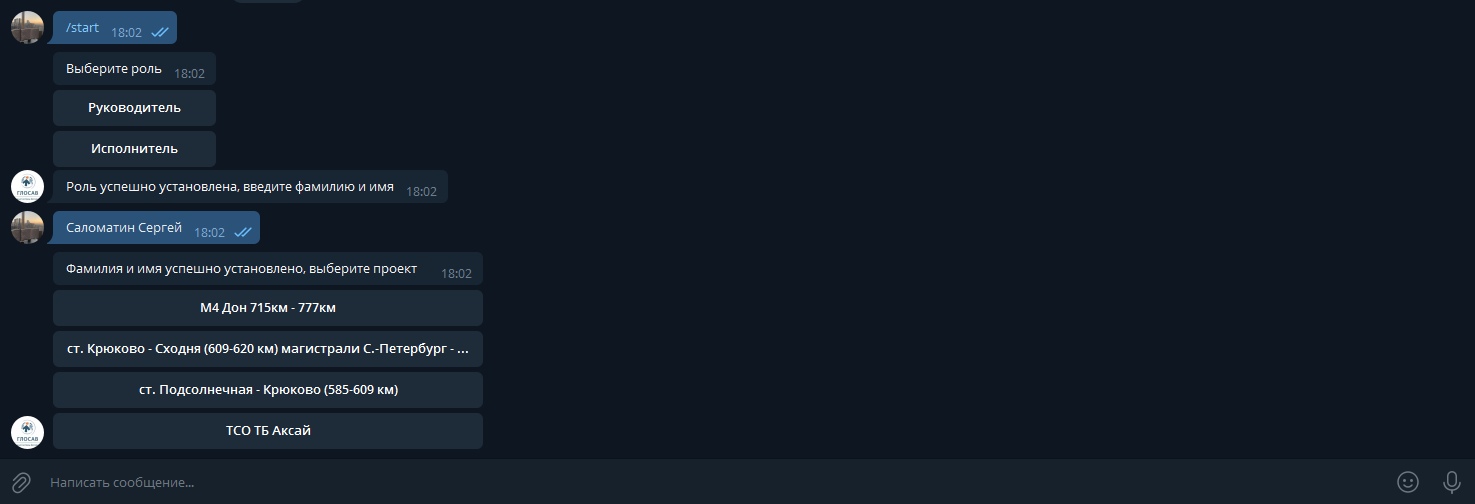 /start 18:02
Выберите роль 18:02
Руководитель
Исполнитель
ГЛОСАВ
Роль успешно установлена, введите фамилию и имя 18:02
Саломатин Сергей 18:02
Фамилия и имя успешно установлено, выберите проект 18:02
М4 Дон 715км - 777км
ст. Крюково - Сходня (609-620 км) магистрали С.-Петербург - ...
ст. Подсолнечная - Крюково (585-609 км)
ТСО ТБ Аксай
ГЛОСАВ
Написать сообщение...